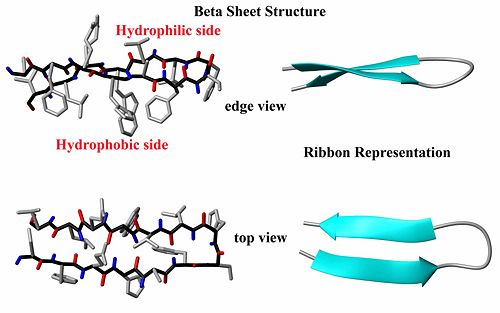 Beta Sheet Structure
Hydrophilic side
edge view
Hydrophobic side
Ribbon Representation
top view